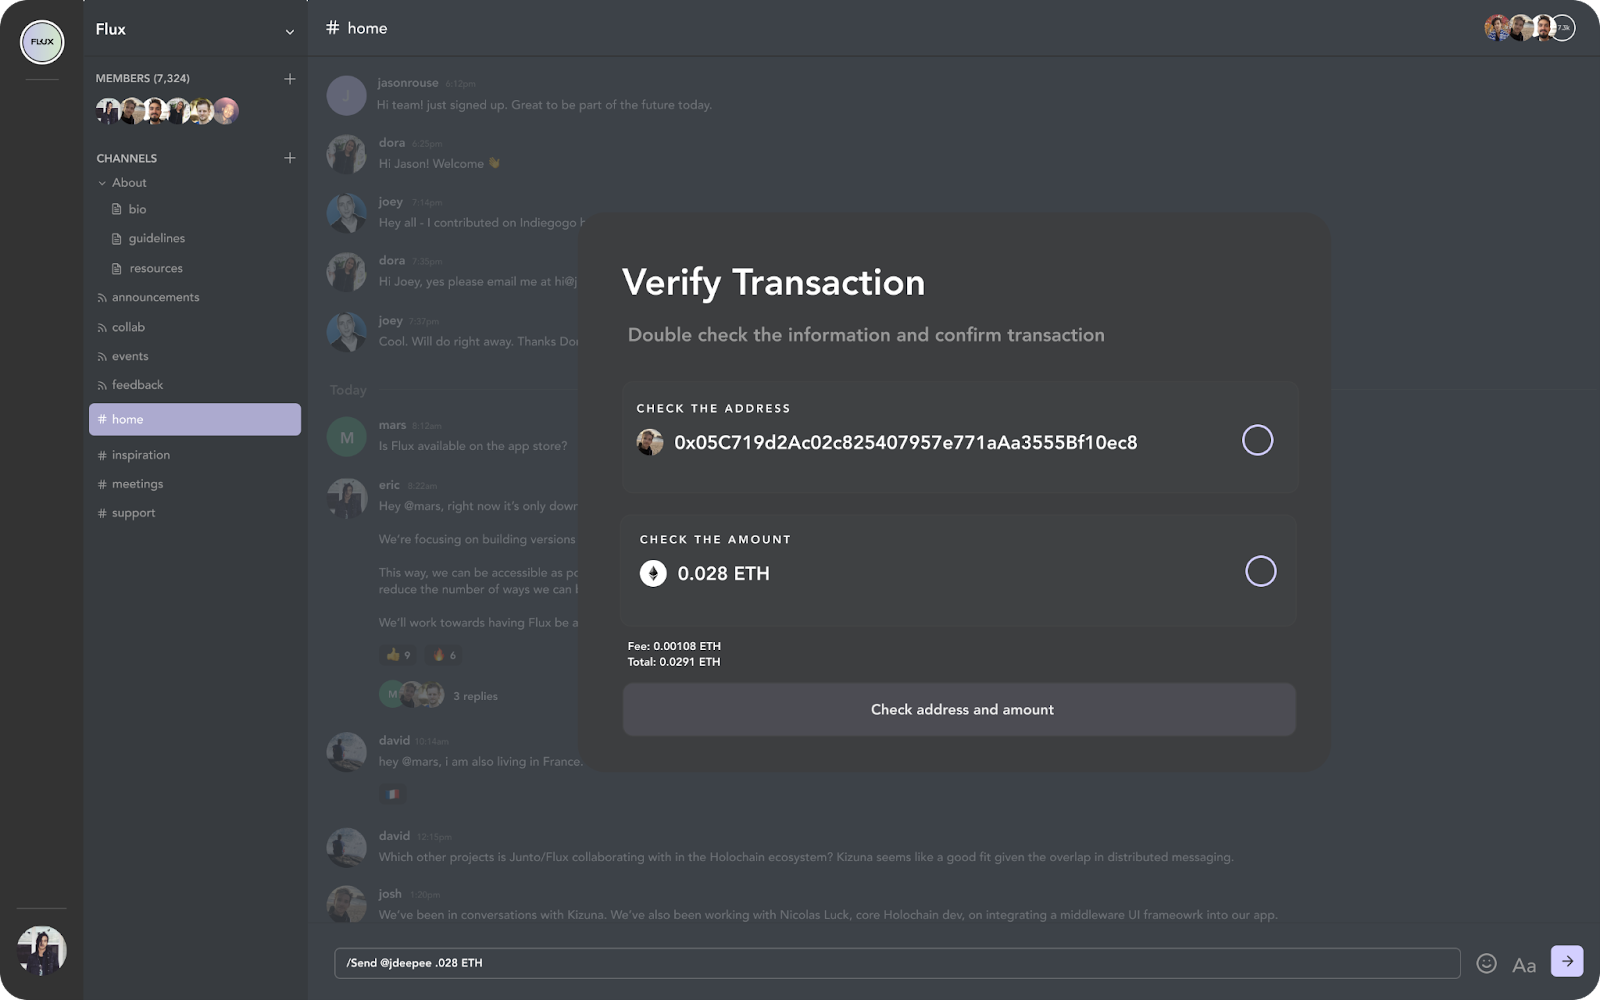 FLUX
Flux
MEMBERS (7,324)
CHANNELS
About
bio
guidelines
resources
announcements
collab
events
feedback
# home
# inspiration
# meetings
# support
# home
7.3k
J
jasonrouse 6:12pm
Hi team! just signed up. Great to be part of the future today.
dora 6:25pm
Hi Jason! Welcome 👋
joey 7:14pm
Hey all - I contributed on Indiegogo
dora 7:35pm
Hi Joey, yes please email me at hi@j
joey 7:37pm
Cool. Will do right away. Thanks Dor
Today
M
mars 8:12am
Is Flux available on the app store?
eric 8:22am
Hey @mars, right now it's only down
We're focusing on building versions
This way, we can be accessible as po
reduce the number of ways we can
We'll work towards having Flux be a
👍 9 🔥 6
M
3 replies
david 10:14am
hey @mars, i am also living in France.
🇫🇷
david 12:15pm
Which other projects is Junto/Flux collaborating with in the Holochain ecosystem? Kizuna seems like a good fit given the overlap in distributed messaging.
josh 1:20pm
We've been in conversations with Kizuna. We've also been working with Nicolas Luck, core Holochain dev, on integrating a middleware UI frameowrk into our app.
Verify Transaction
Double check the information and confirm transaction
CHECK THE ADDRESS
0x05C719d2Ac02c825407957e771aAa3555Bf10ec8
CHECK THE AMOUNT
0.028 ETH
Fee: 0.00108 ETH
Total: 0.0291 ETH
Check address and amount
/Send @jdeepee .028 ETH
Aa